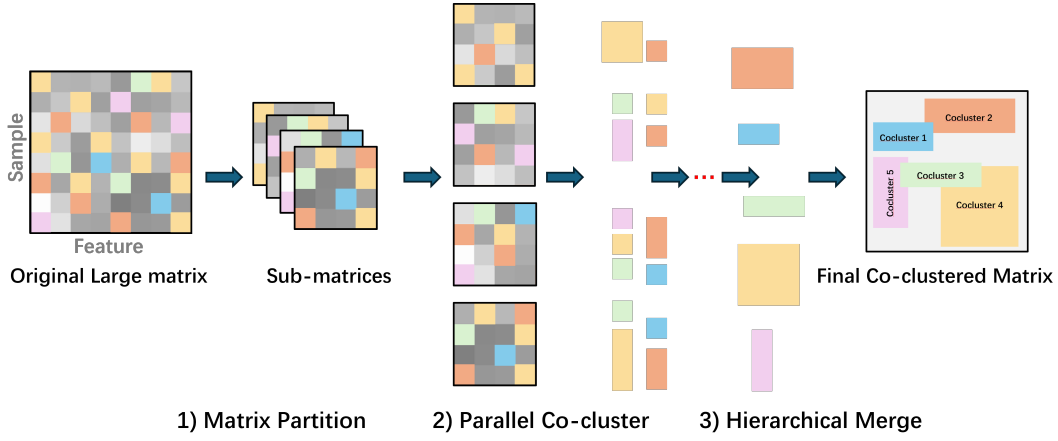 Sample
Feature
Original Large matrix
Sub-matrices
...
Cocluster 2
Cocluster 1
Cocluster 5
Cocluster 3
Cocluster 4
Final Co-clustered Matrix
1) Matrix Partition
2) Parallel Co-cluster
3) Hierarchical Merge